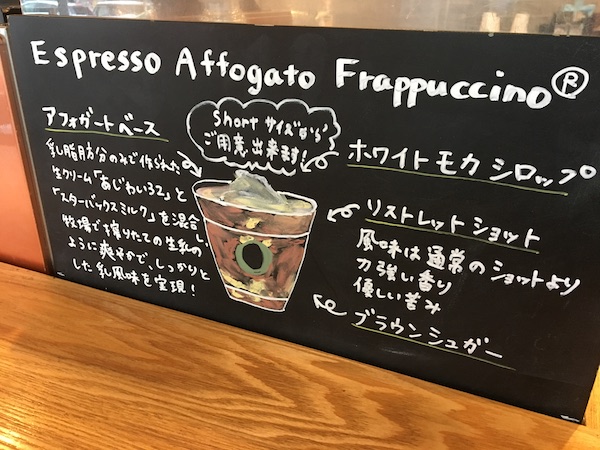 Espresso Affogato Frappuccino®
Short サイズから
ご用意出来ます!
アフォガートベース
乳脂肪分のみで作られた
生クリーム「あじわい32」と
「スターバックスミルク」を混合し、
牧場で搾りたての生乳の
ように爽やかで、しっかりと
した乳風味を実現!
ホワイトモカシロップ
リストレットショット
風味は通常のショットより
力強い香り
優しい苦み
ブラウンシュガー